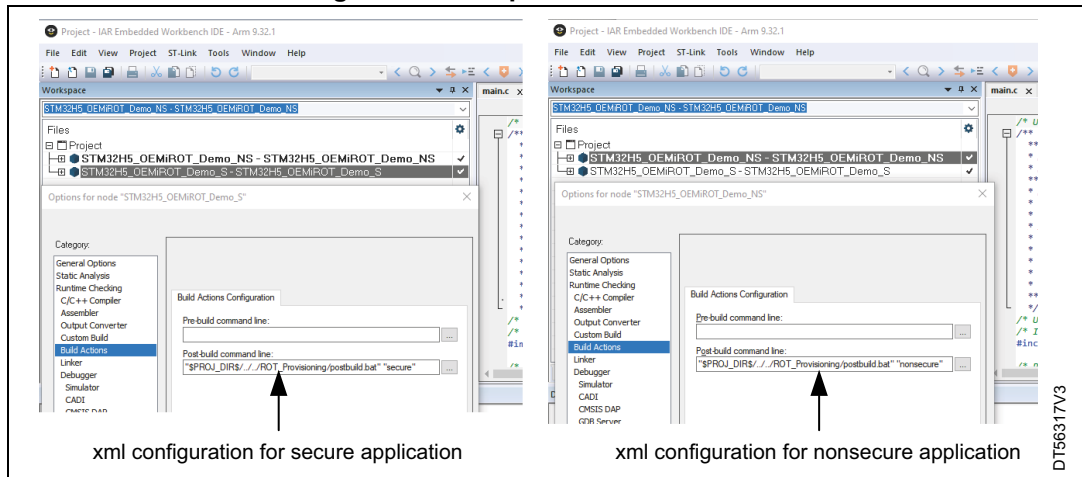 Project - IAR Embedded Workbench IDE - Arm 9.32.1
File Edit View Project ST-Link Tools Window Help
Workspace
main.c
STM32H5_OEMiROT_Demo_NS - STM32H5_OEMiROT_Demo_NS
Files
Project
STM32H5_OEMiROT_Demo_NS - STM32H5_OEMiROT_Demo_NS
STM32H5_OEMiROT_Demo_S - STM32H5_OEMiROT_Demo_S
Options for node "STM32H5_OEMiROT_Demo_S"
Category:
General Options
Static Analysis
Runtime Checking
C/C++ Compiler
Assembler
Output Converter
Custom Build
Build Actions
Linker
Debugger
Simulator
CADI
CMSIS DAP
Build Actions Configuration
Pre-build command line:
...
Post-build command line:
"$PROJ_DIR$/../../ROT_Provisioning/postbuild.bat" "secure"
...
/*
/**
/*
/*
#in
/*
xml configuration for secure application
Project - IAR Embedded Workbench IDE - Arm 9.32.1
File Edit View Project ST-Link Tools Window Help
Workspace
main.c
STM32H5_OEMiROT_Demo_NS - STM32H5_OEMiROT_Demo_NS
Files
Project
STM32H5_OEMiROT_Demo_NS - STM32H5_OEMiROT_Demo_NS
STM32H5_OEMiROT_Demo_S - STM32H5_OEMiROT_Demo_S
Options for node "STM32H5_OEMiROT_Demo_NS"
Category:
General Options
Static Analysis
Runtime Checking
C/C++ Compiler
Assembler
Output Converter
Custom Build
Build Actions
Linker
Debugger
Simulator
CADI
CMSIS DAP
GDB Server
Build Actions Configuration
Pre-build command line:
...
Post-build command line:
"$PROJ_DIR$/../../ROT_Provisioning/postbuild.bat" "nonsecure"
...
/* U
/**
**
*/
/* U
/* I
#inc
xml configuration for nonsecure application
DT56317V3